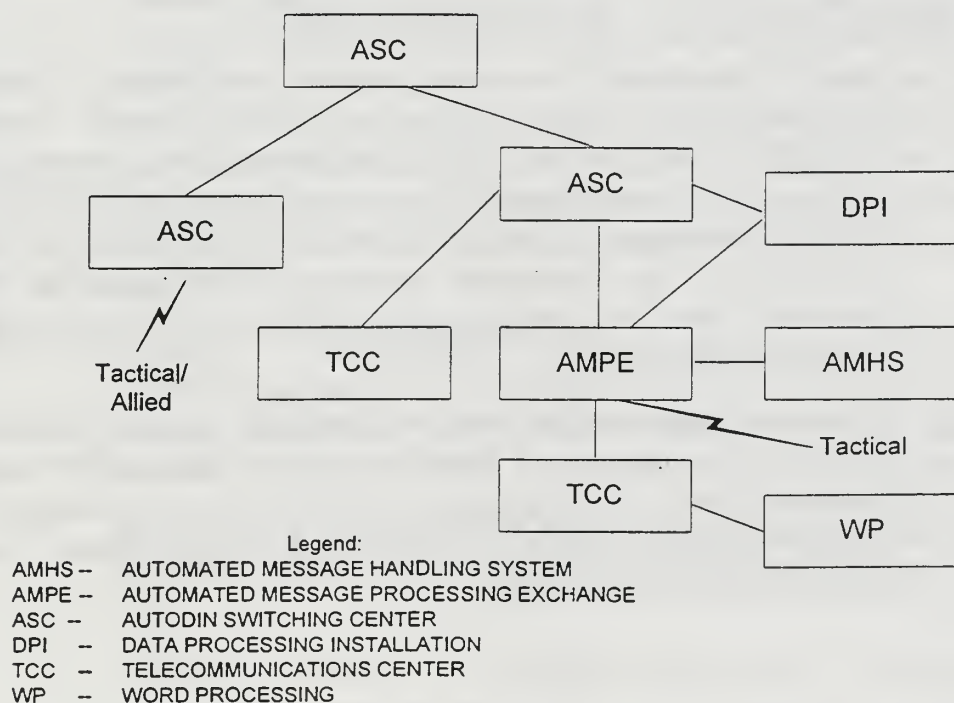 ASC
ASC
DPI
ASC
TCC
AMPE
AMHS
Tactical/
Allied
Tactical
TCC
WP
Legend:
AMHS -- AUTOMATED MESSAGE HANDLING SYSTEM
AMPE -- AUTOMATED MESSAGE PROCESSING EXCHANGE
ASC -- AUTODIN SWITCHING CENTER
DPI -- DATA PROCESSING INSTALLATION
TCC -- TELECOMMUNICATIONS CENTER
WP -- WORD PROCESSING